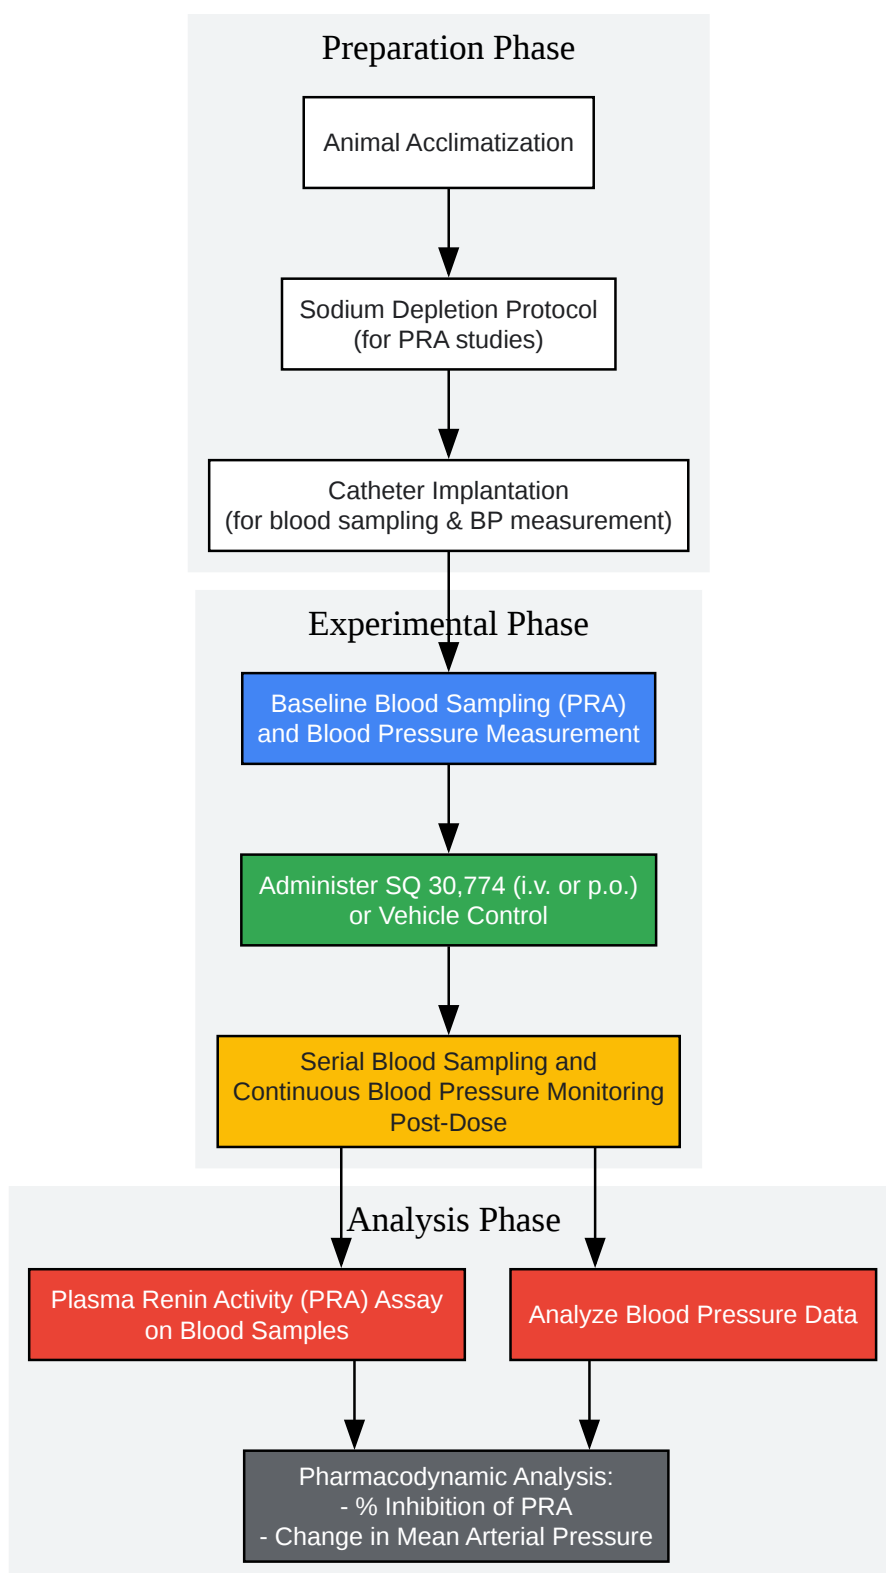 Preparation Phase
Animal Acclimatization
Sodium Depletion Protocol
(for PRA studies)
Catheter Implantation
(for blood sampling & BP measurement)
Experimental Phase
Baseline Blood Sampling (PRA)
and Blood Pressure Measurement
Administer SQ 30,774 (i.v. or p.o.)
or Vehicle Control
Serial Blood Sampling and
Continuous Blood Pressure Monitoring
Post-Dose
Analysis Phase
Plasma Renin Activity (PRA) Assay
on Blood Samples
Analyze Blood Pressure Data
Pharmacodynamic Analysis:
- % Inhibition of PRA
- Change in Mean Arterial Pressure